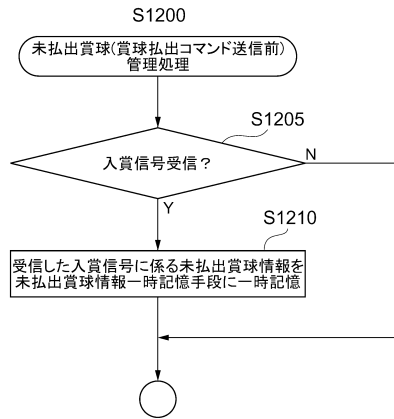 S1200
未払出賞球(賞球払出コマンド送信前)
管理処理
S1205
入賞信号受信？
N
Y
S1210
受信した入賞信号に係る未払出賞球情報を
未払出賞球情報一時記憶手段に一時記憶